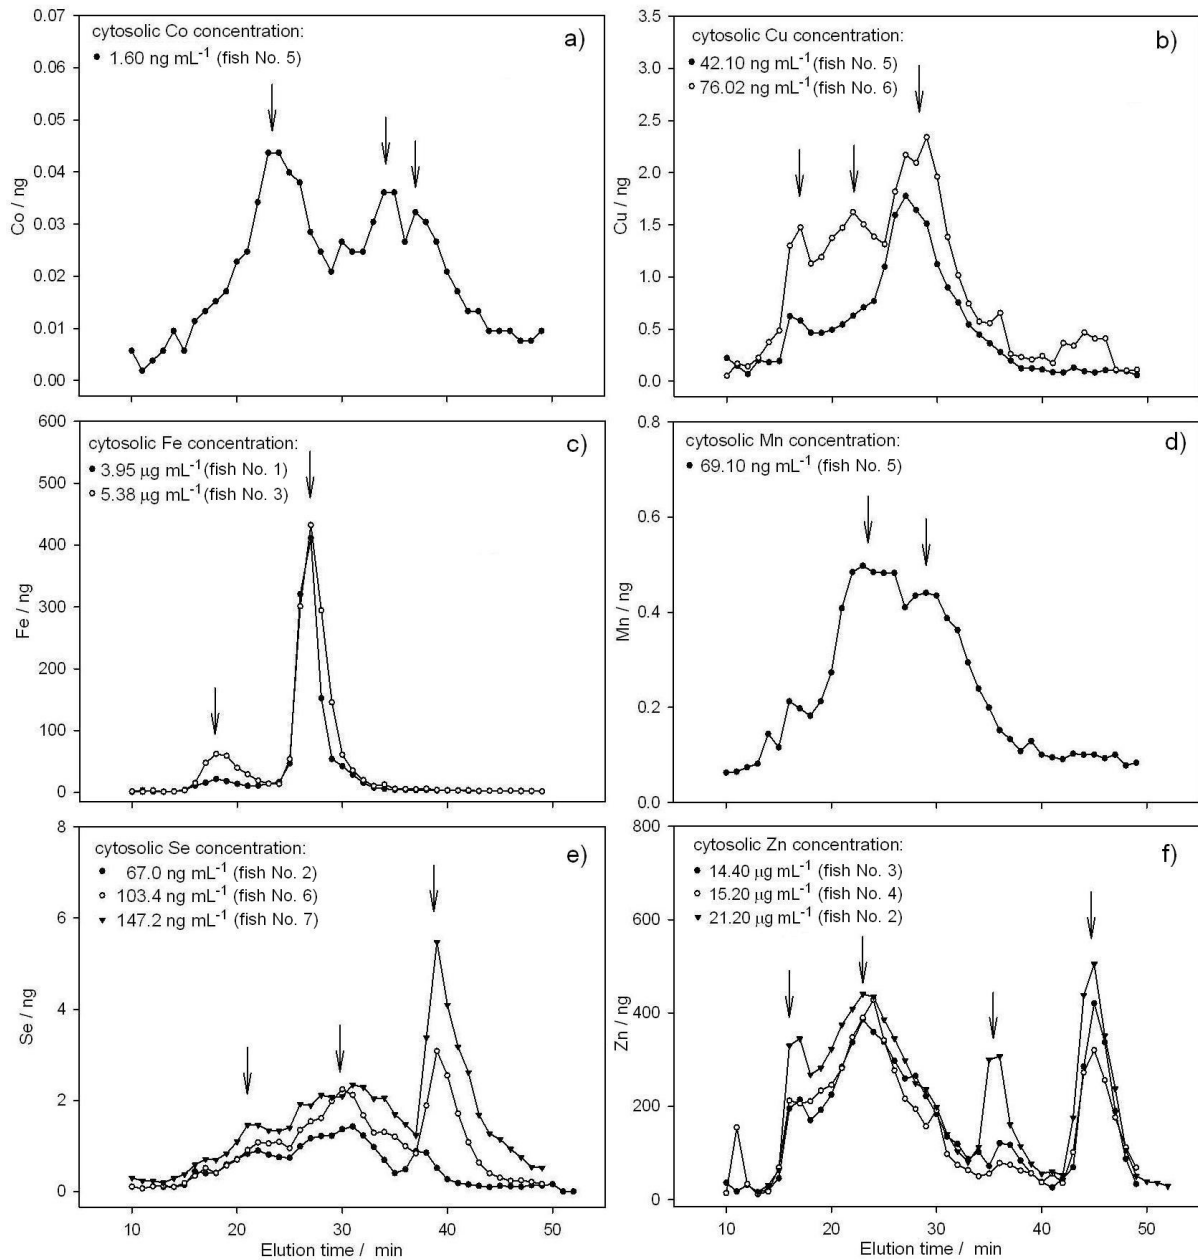 a)
cytosolic Co concentration:
1.60 ng mL⁻¹ (fish No. 5)
0.07
0.06
0.05
0.04
0.03
0.02
0.01
0.00
Co / ng
b)
cytosolic Cu concentration:
42.10 ng mL⁻¹ (fish No. 5)
76.02 ng mL⁻¹ (fish No. 6)
3.5
3.0
2.5
2.0
1.5
1.0
0.5
0.0
Cu / ng
c)
cytosolic Fe concentration:
3.95 µg mL⁻¹ (fish No. 1)
5.38 µg mL⁻¹ (fish No. 3)
600
500
400
300
200
100
0
Fe / ng
d)
cytosolic Mn concentration:
69.10 ng mL⁻¹ (fish No. 5)
0.8
0.6
0.4
0.2
0.0
Mn / ng
e)
cytosolic Se concentration:
67.0 ng mL⁻¹ (fish No. 2)
103.4 ng mL⁻¹ (fish No. 6)
147.2 ng mL⁻¹ (fish No. 7)
8
6
4
2
0
Se / ng
10 20 30 40 50
Elution time / min
f)
cytosolic Zn concentration:
14.40 µg mL⁻¹ (fish No. 3)
15.20 µg mL⁻¹ (fish No. 4)
21.20 µg mL⁻¹ (fish No. 2)
800
600
400
200
0
Zn / ng
10 20 30 40 50
Elution time / min